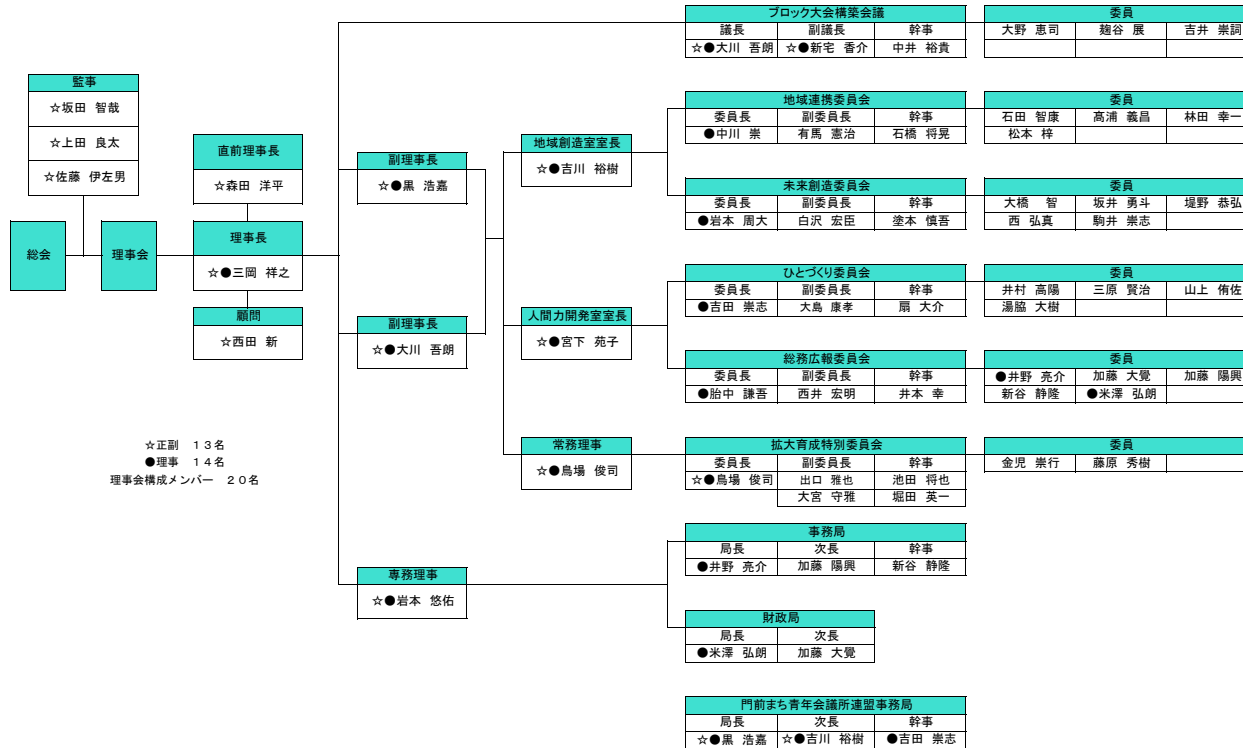 ブロック大会構築会議
議長 副議長 幹事
☆●大川 吾朗 ☆●新宅 香介 中井 裕貴
委員
大野 恵司 麹谷 展 吉井 崇詞
監事
☆坂田 智哉
☆上田 良太
☆佐藤 伊左男
直前理事長
☆森田 洋平
総会
理事会
理事長
☆●三岡 祥之
顧問
☆西田 新
副理事長
☆●黒 浩嘉
副理事長
☆●大川 吾朗
地域創造室室長
☆●吉川 裕樹
地域連携委員会
委員長 副委員長 幹事
●中川 崇 有馬 憲治 石橋 将晃
委員
石田 智康 髙浦 義昌 林田 幸一
松本 梓
未来創造委員会
委員長 副委員長 幹事
●岩本 周大 白沢 宏臣 塗本 慎吾
委員
大橋 智 坂井 勇斗 堤野 恭弘
西 弘真 駒井 崇志
人間力開発室室長
☆●宮下 苑子
ひとづくり委員会
委員長 副委員長 幹事
●吉田 崇志 大島 康孝 扇 大介
委員
井村 高陽 三原 賢治 山上 侑佐
湯脇 大樹
総務広報委員会
委員長 副委員長 幹事
●胎中 謙吾 西井 宏明 井本 幸
委員
●井野 亮介 加藤 大覺 加藤 陽興
新谷 静隆 ●米澤 弘朗
☆正副 13名
●理事 14名
理事会構成メンバー 20名
常務理事
☆●鳥場 俊司
拡大育成特別委員会
委員長 副委員長 幹事
☆●鳥場 俊司 出口 雅也 池田 将也
大宮 守雅 堀田 英一
委員
金児 崇行 藤原 秀樹
専務理事
☆●岩本 悠佑
事務局
局長 次長 幹事
●井野 亮介 加藤 陽興 新谷 静隆
財政局
局長 次長
●米澤 弘朗 加藤 大覺
門前まち青年会議所連盟事務局
局長 次長 幹事
☆●黒 浩嘉 ☆●吉川 裕樹 ●吉田 崇志